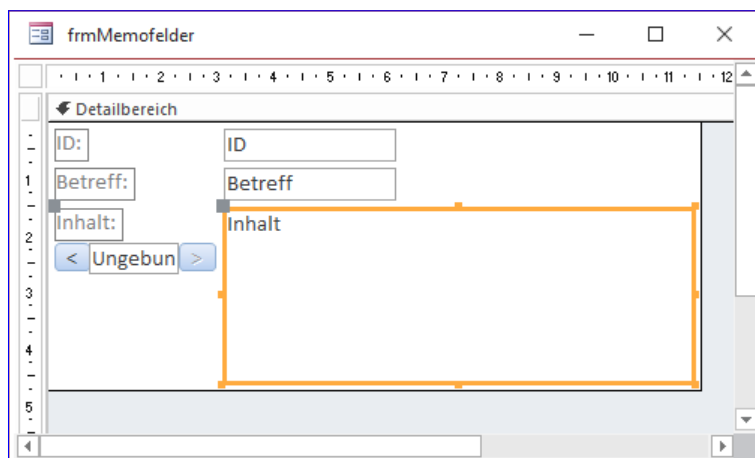 frmMemofelder
1 2 3 4 5 6 7 8 9 10 11 12
Detailbereich
ID: ID
1
Betreff: Betreff
Inhalt: Inhalt
2
< Ungebun >
3
4
5